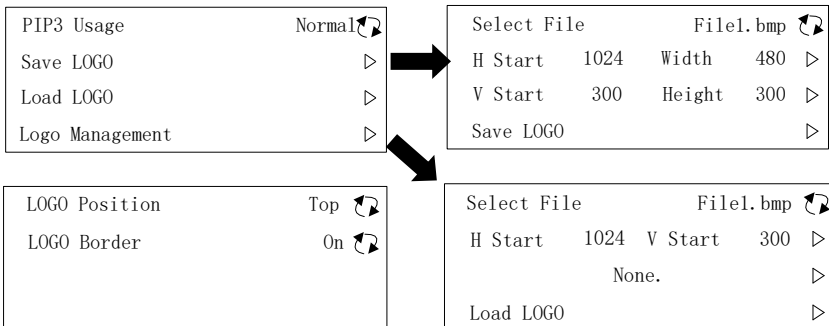 PIP3 Usage Normal
Save LOGO
Load LOGO
Logo Management
Select File File1.bmp
H Start 1024 Width 480
V Start 300 Height 300
Save LOGO
LOGO Position Top
LOGO Border On
Select File File1.bmp
H Start 1024 V Start 300
None.
Load LOGO